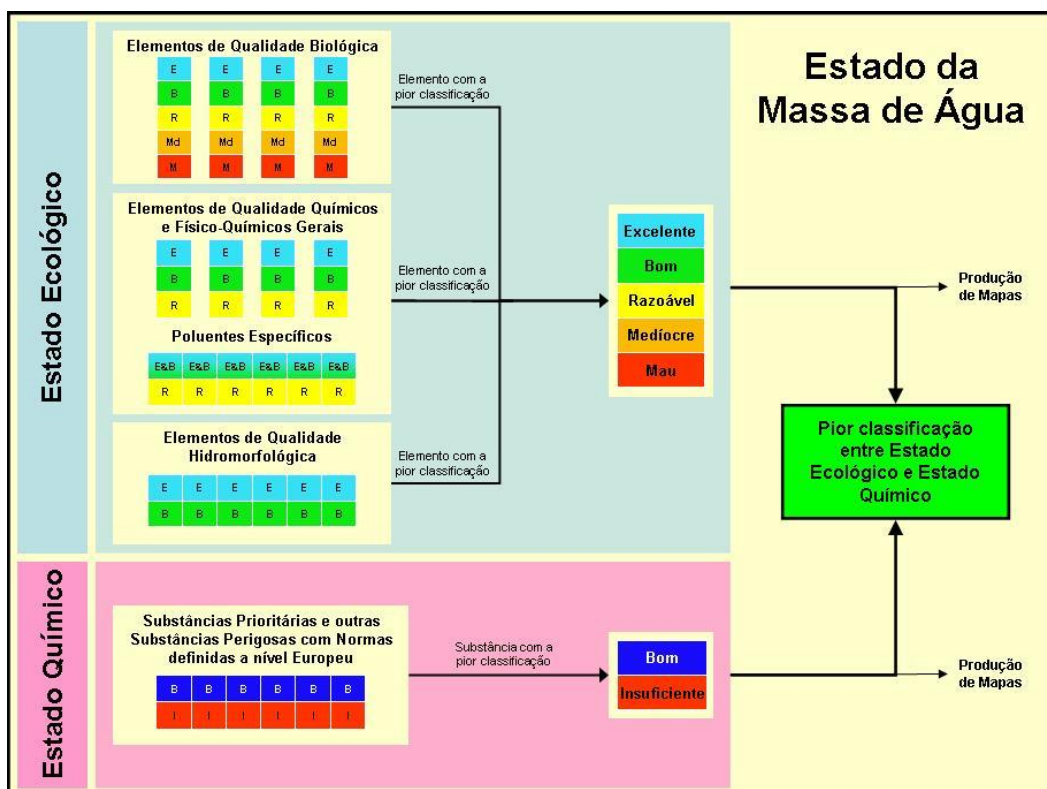 Estado da
Massa de Água
Estado Ecológico
Elementos de Qualidade Biológica
E E E E
B B B B
R R R R
Md Md Md Md
M M M M
Elemento com a
pior classificação
Elementos de Qualidade Químicos
e Físico-Químicos Gerais
E E E E
B B B B
R R R R
Poluentes Específicos
E&B E&B E&B E&B E&B E&B
R R R R R R
Elemento com a
pior classificação
Elementos de Qualidade
Hidromorfológica
E E E E E E
B B B B B B
Elemento com a
pior classificação
Excelente
Bom
Razoável
Medíocre
Mau
Produção
de Mapas
Pior classificação
entre Estado
Ecológico e Estado
Químico
Estado Químico
Substâncias Prioritárias e outras
Substâncias Perigosas com Normas
definidas a nível Europeu
B B B B B B
I I I I I I
Substância com a
pior classificação
Bom
Insuficiente
Produção
de Mapas